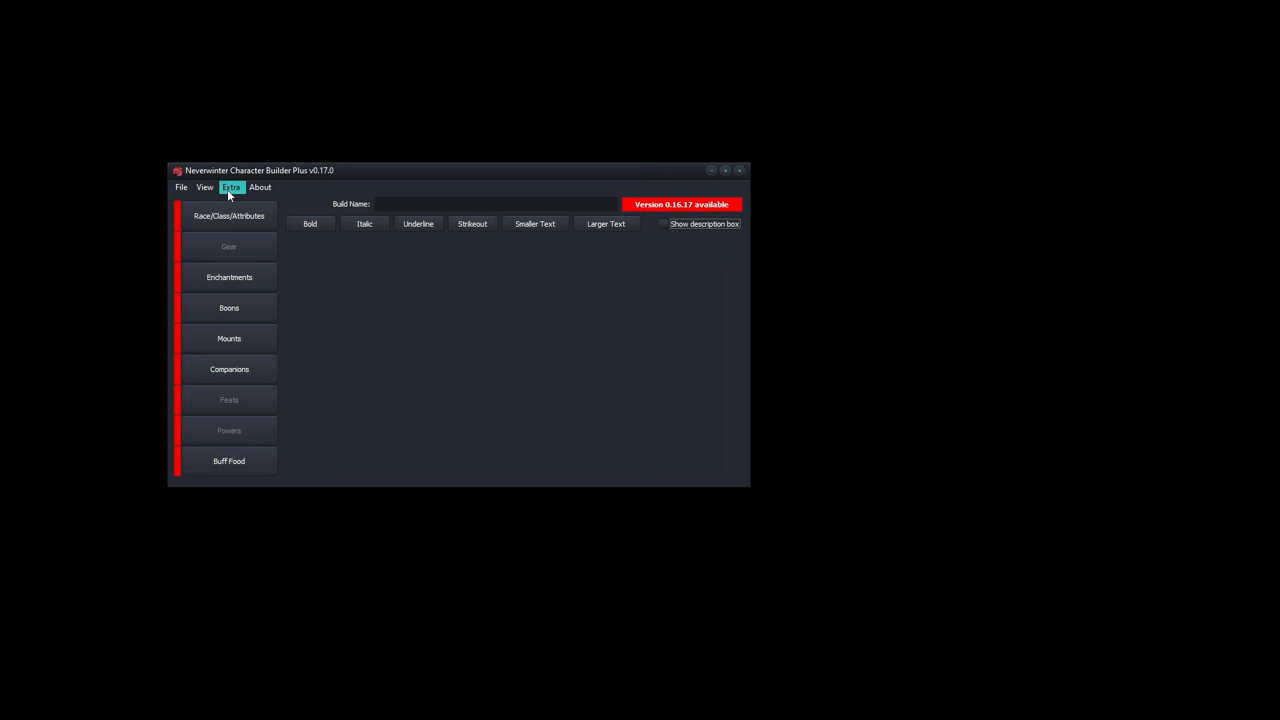 Neverwinter Character Builder Plus v0.17.0
File View Extra About
Build Name: Version 0.16.17 available
Bold Italic Underline Strikeout Smaller Text Larger Text Show description box
Race/Class/Attributes
Gear
Enchantments
Boons
Mounts
Companions
Feats
Powers
Buff Food